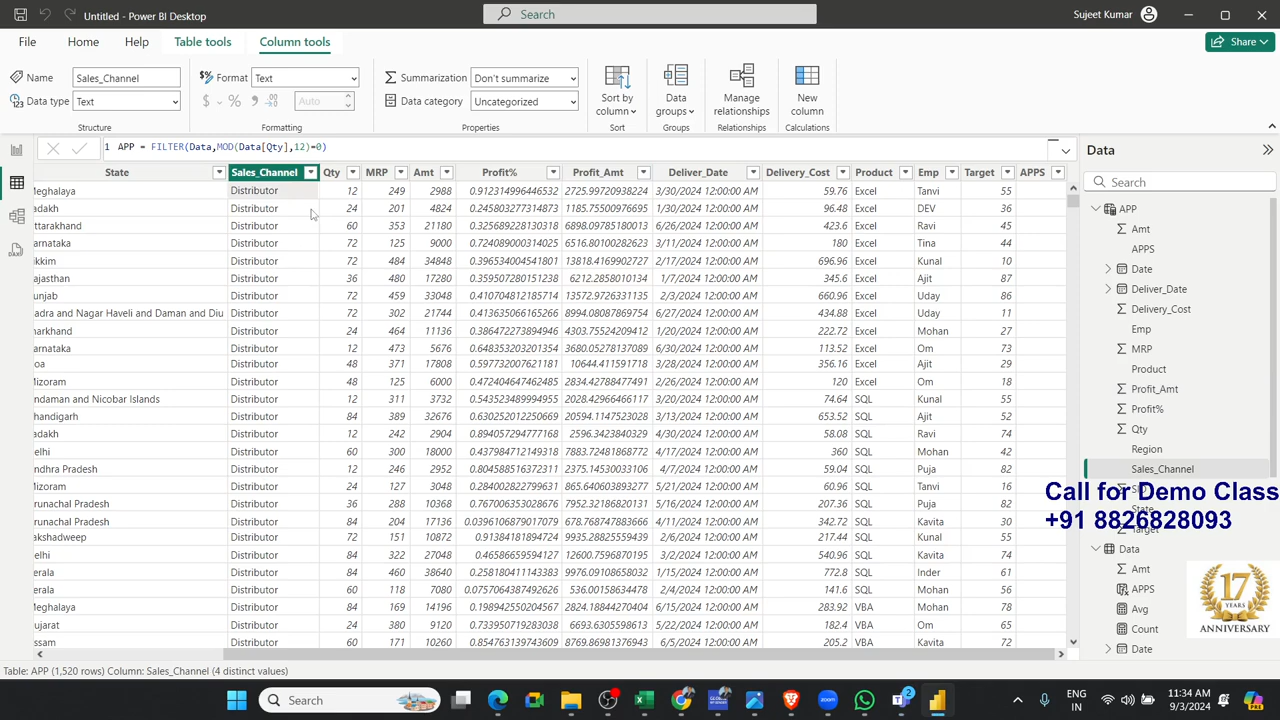 Untitled - Power BI Desktop
Search
Sujeet Kumar
File Home Help Table tools Column tools
Share
Name Sales_Channel
Data type Text
Structure
Format Text
$ % Auto
Formatting
Summarization Don't summarize
Data category Uncategorized
Properties
Sort by column
Sort
Data groups
Groups
Manage relationships
Relationships
New column
Calculations
1 APP = FILTER(Data,MOD(Data[Qty],12)=0)
State Sales_Channel Qty MRP Amt Profit% Profit_Amt Deliver_Date Delivery_Cost Product Emp Target APPS
Meghalaya Distributor 12 249 2988 0.912314996446532 2725.99720938224 3/30/2024 12:00:00 AM 59.76 Excel Tanvi 55
adakh Distributor 24 201 4824 0.245803277314873 1185.75500976695 1/30/2024 12:00:00 AM 96.48 Excel DEV 36
ttarakhand Distributor 60 353 21180 0.325689228130308 6898.09785180014 6/26/2024 12:00:00 AM 423.6 Excel Ravi 45
arnataka Distributor 72 125 9000 0.724089000314025 6516.80100282623 3/11/2024 12:00:00 AM 180 Excel Tina 44
ikkim Distributor 72 484 34848 0.396534004541801 13818.4169902727 2/17/2024 12:00:00 AM 696.96 Excel Kunal 10
ajasthan Distributor 36 480 17280 0.359507280151238 6212.2858010134 1/7/2024 12:00:00 AM 345.6 Excel Ajit 87
unjab Distributor 72 459 33048 0.410704812185714 13572.9726331135 2/3/2024 12:00:00 AM 660.96 Excel Uday 86
adra and Nagar Haveli and Daman and Diu Distributor 72 302 21744 0.413635066165266 8994.08087869754 6/27/2024 12:00:00 AM 434.88 Excel Uday 11
harkhand Distributor 24 464 11136 0.386472273894946 4303.7552420941 1/20/2024 12:00:00 AM 222.72 Excel Mohan 27
arnataka Distributor 12 473 5676 0.648353203201354 3680.05278137089 6/30/2024 12:00:00 AM 113.52 Excel Om 73
oa Distributor 48 371 17808 0.597732007621181 10644.411591718 3/28/2024 12:00:00 AM 356.16 Excel Ajit 29
Mizoram Distributor 48 125 6000 0.472404647462485 2834.42788477491 2/26/2024 12:00:00 AM 120 Excel Om 18
ndaman and Nicobar Islands Distributor 12 311 3732 0.543523489994975 2028.42966466117 3/20/2024 12:00:00 AM 74.64 SQL Kunal 55
handigarh Distributor 84 389 32676 0.630252012250669 20594.1147523028 3/13/2024 12:00:00 AM 653.52 SQL Ajit 52
adakh Distributor 12 242 2904 0.894065097774168 2596.3423840349 4/30/2024 12:00:00 AM 58.08 SQL Ravi 74
elhi Distributor 60 300 18000 0.437984712149318 7883.72481868772 4/17/2024 12:00:00 AM 360 SQL Mohan 42
ndhra Pradesh Distributor 12 246 2952 0.804588516372311 2375.14530033106 4/7/2024 12:00:00 AM 59.04 SQL Puja 82
Mizoram Distributor 24 127 3048 0.284002822799631 865.640603893272 5/21/2024 12:00:00 AM 60.96 SQL Tanvi 16
runachal Pradesh Distributor 36 288 10368 0.767006353028676 7952.32186820131 5/16/2024 12:00:00 AM 207.36 SQL Puja 82
runachal Pradesh Distributor 84 204 17136 0.0396106879017079 678.768747883666 4/11/2024 12:00:00 AM 342.72 SQL Kavita 30
akshadweep Distributor 72 151 10872 0.91384181894724 9935.28825559439 2/6/2024 12:00:00 AM 217.44 SQL Kunal 55
elhi Distributor 84 322 27048 0.46586659594127 12600.7596870195 3/8/2024 12:00:00 AM 540.96 SQL Kavita 74
erala Distributor 84 460 38640 0.258180411143383 9976.09108658032 1/15/2024 12:00:00 AM 772.8 SQL Inder 61
erala Distributor 60 118 7080 0.0757064387492626 536.00158634478 2/4/2024 12:00:00 AM 141.6 SQL Mohan 56
Meghalaya Distributor 84 169 14196 0.198942550204567 2824.18844270404 6/15/2024 12:00:00 AM 283.92 VBA Mohan 78
ujarat Distributor 24 380 9120 0.73395071928303​8 6693.6305598613 5/22/2024 12:00:00 AM 182.4 VBA Om 65
ssam Distributor 60 171 10260 0.854763139743609 8769.86981376943 6/5/2024 12:00:00 AM 205.2 VBA Kavita 72
Data
Search
APP
Amt
APPS
Date
Deliver_Date
Delivery_Cost
Emp
MRP
Product
Profit_Amt
Profit%
Qty
Region
Sales_Channel
State
Target
Data
Amt
APPS
Avg
Count
Date
Call for Demo Class
+91 8826828093
17
YEARS
ANNIVERSARY
Table: APP (1,520 rows) Column: Sales_Channel (4 distinct values)
Search
ENG
IN
11:34 AM
9/3/2024